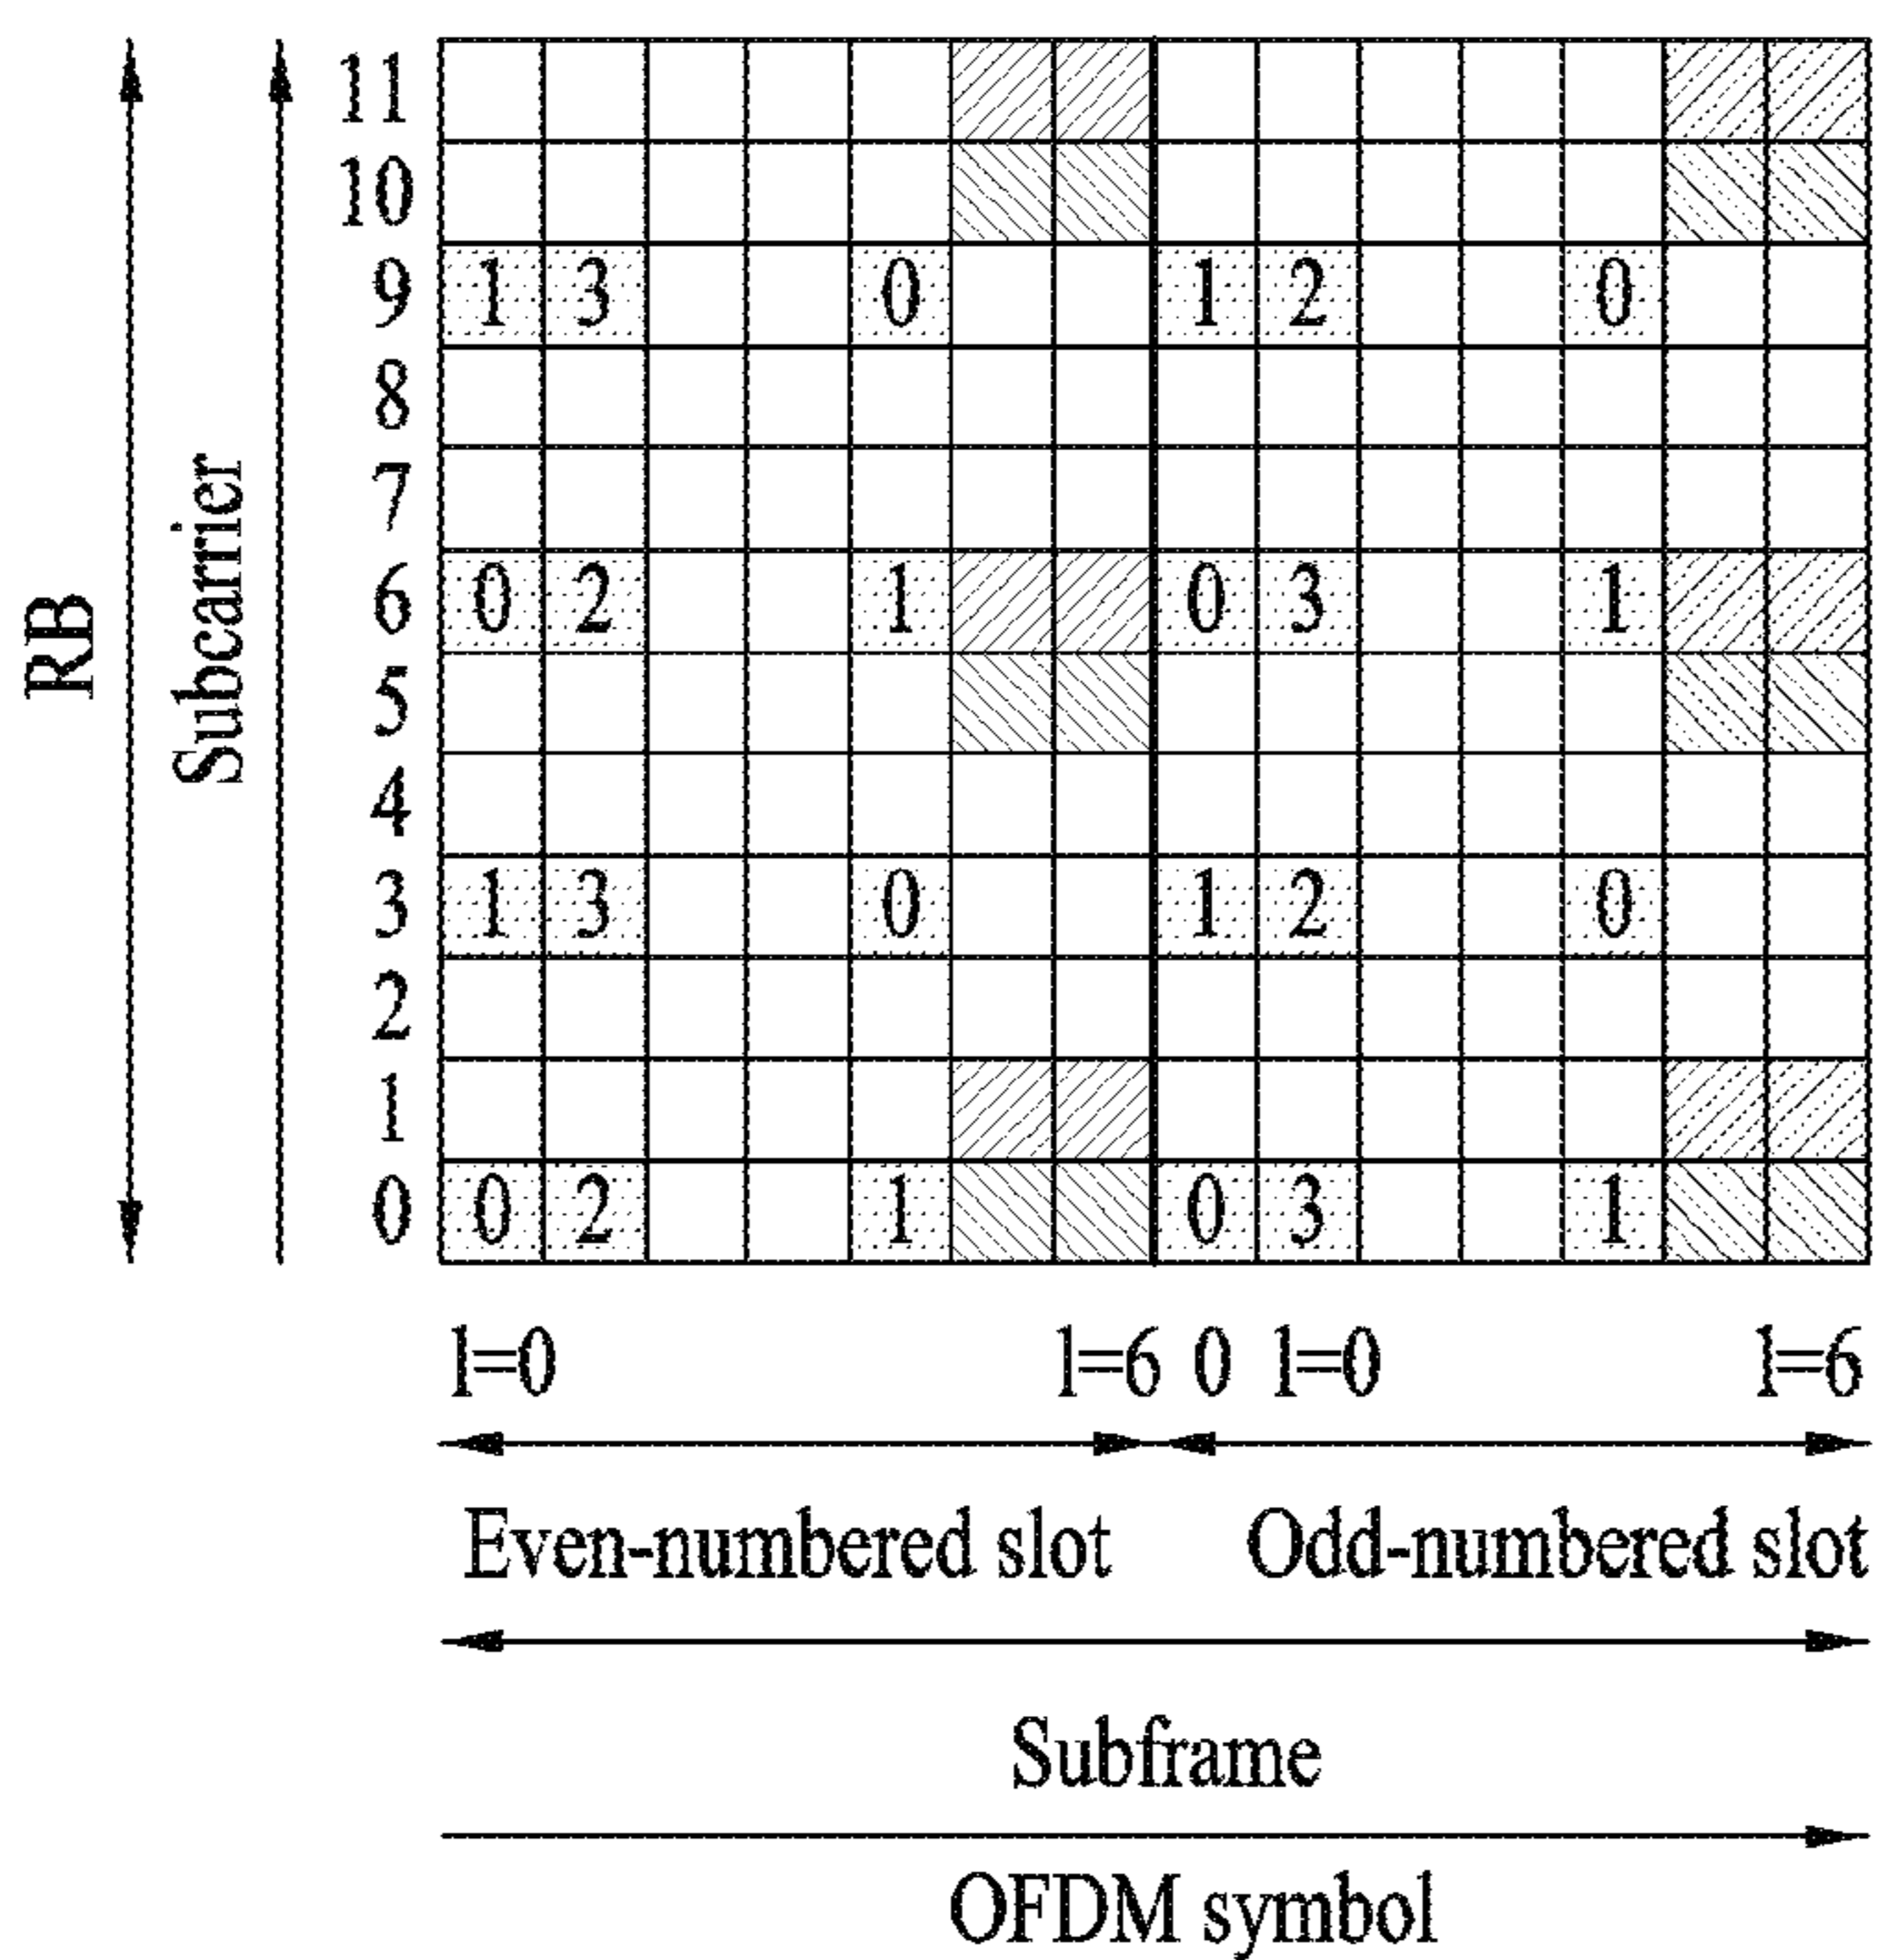 RB
Subcarrier
11
10
9 1 3 0 1 2 0
8
7
6 0 2 1 0 3 1
5
4
3 1 3 0 1 2 0
2
1
0 0 2 1 0 3 1
l=0 l=6 0 l=0 l=6
Even-numbered slot Odd-numbered slot
Subframe
OFDM symbol